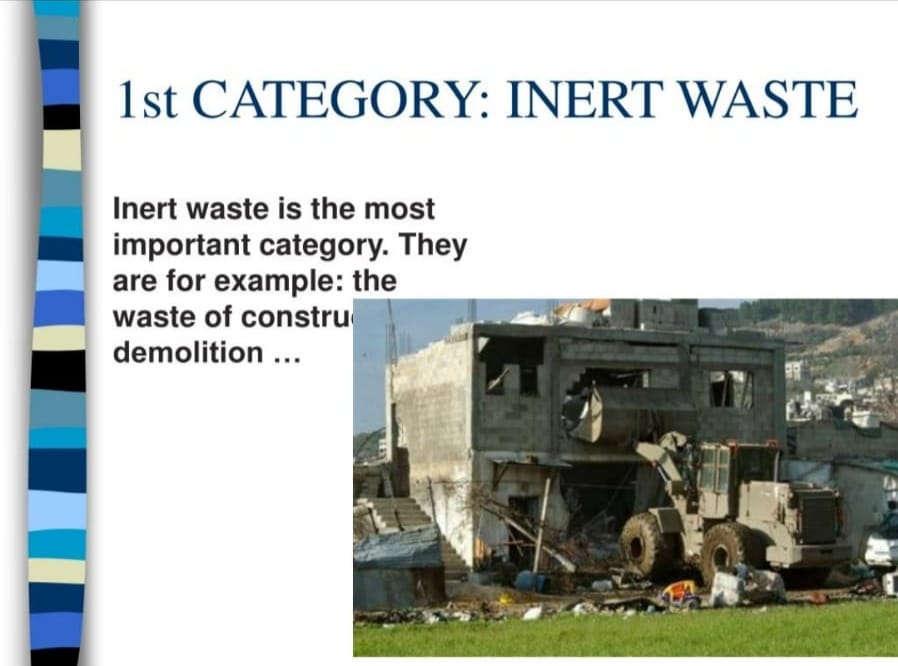 1st CATEGORY: INERT WASTE
Inert waste is the most
important category. They
are for example: the
waste of constru
demolition ...